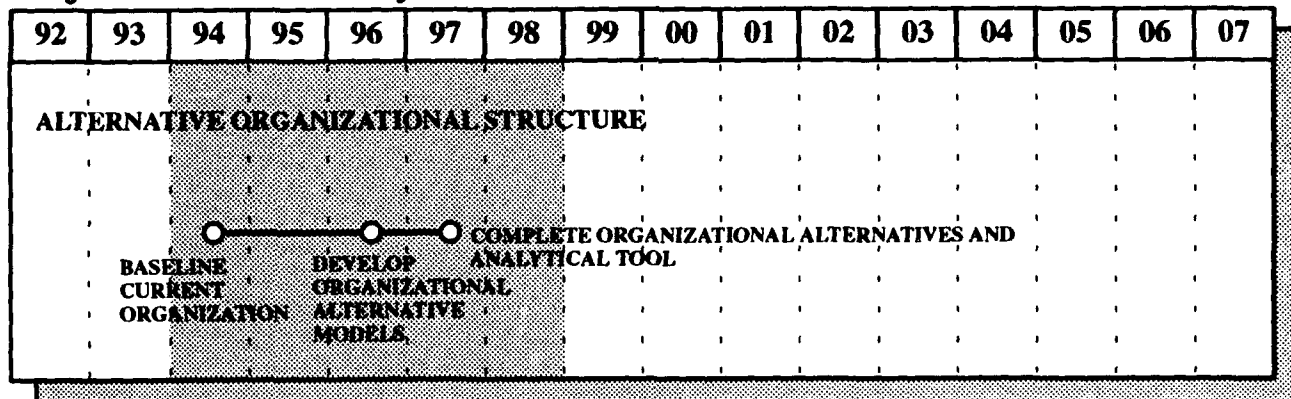 92 93 94 95 96 97 98 99 00 01 02 03 04 05 06 07
ALTERNATIVE ORGANIZATIONAL STRUCTURE
COMPLETE ORGANIZATIONAL ALTERNATIVES AND
ANALYTICAL TOOL
BASELINE
CURRENT
ORGANIZATION
DEVELOP
ORGANIZATIONAL
ALTERNATIVE
MODELS